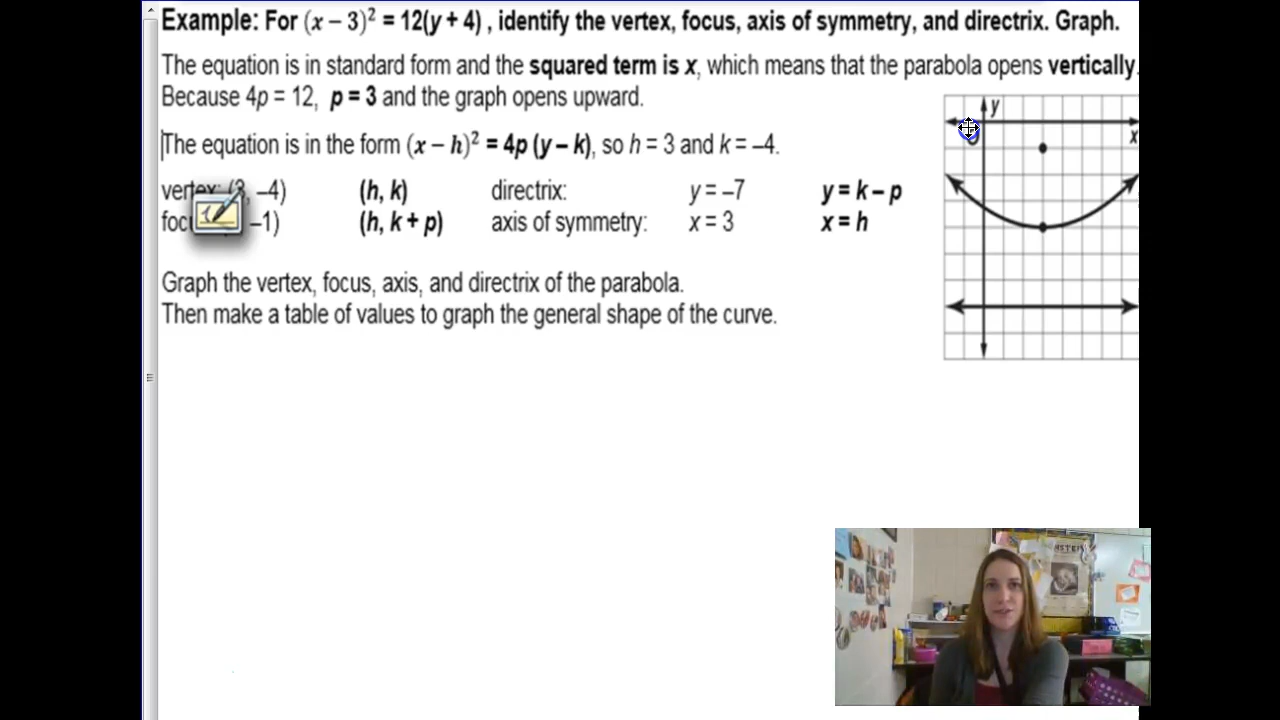 Example: For (x – 3)² = 12(y + 4), identify the vertex, focus, axis of symmetry, and directrix. Graph.
The equation is in standard form and the squared term is x, which means that the parabola opens vertically.
Because 4p = 12, p = 3 and the graph opens upward.
The equation is in the form (x – h)² = 4p (y – k), so h = 3 and k = –4.
vertex: (3, –4) (h, k) directrix: y = –7 y = k – p
–1) (h, k + p) axis of symmetry: x = 3 x = h
Graph the vertex, focus, axis, and directrix of the parabola.
Then make a table of values to graph the general shape of the curve.
y
x